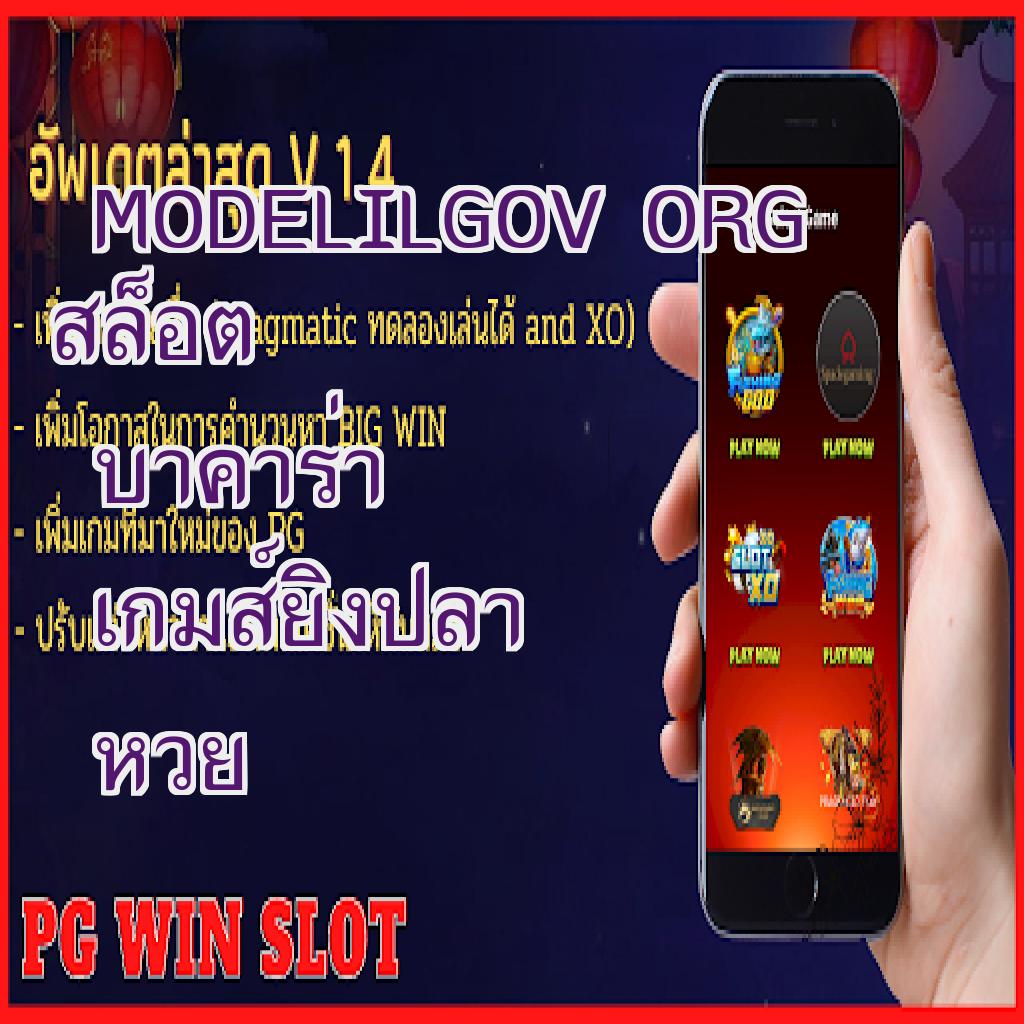 อัพเดตล่าสุด V 1.4
MODELILGOV ORG
Game
สล็อต
agmatic ทดลองเล่นได้ and XO)
- เพิ่มโอกาสในการคำนวนหา BIG WIN
บาคาร่า
- เพิ่มเกมที่มาใหม่ของ PG
เกมส์ยิงปลา
หวย
PLAY NOW PLAY NOW
SLOT XO
PLAY NOW PLAY NOW
PG WIN SLOT